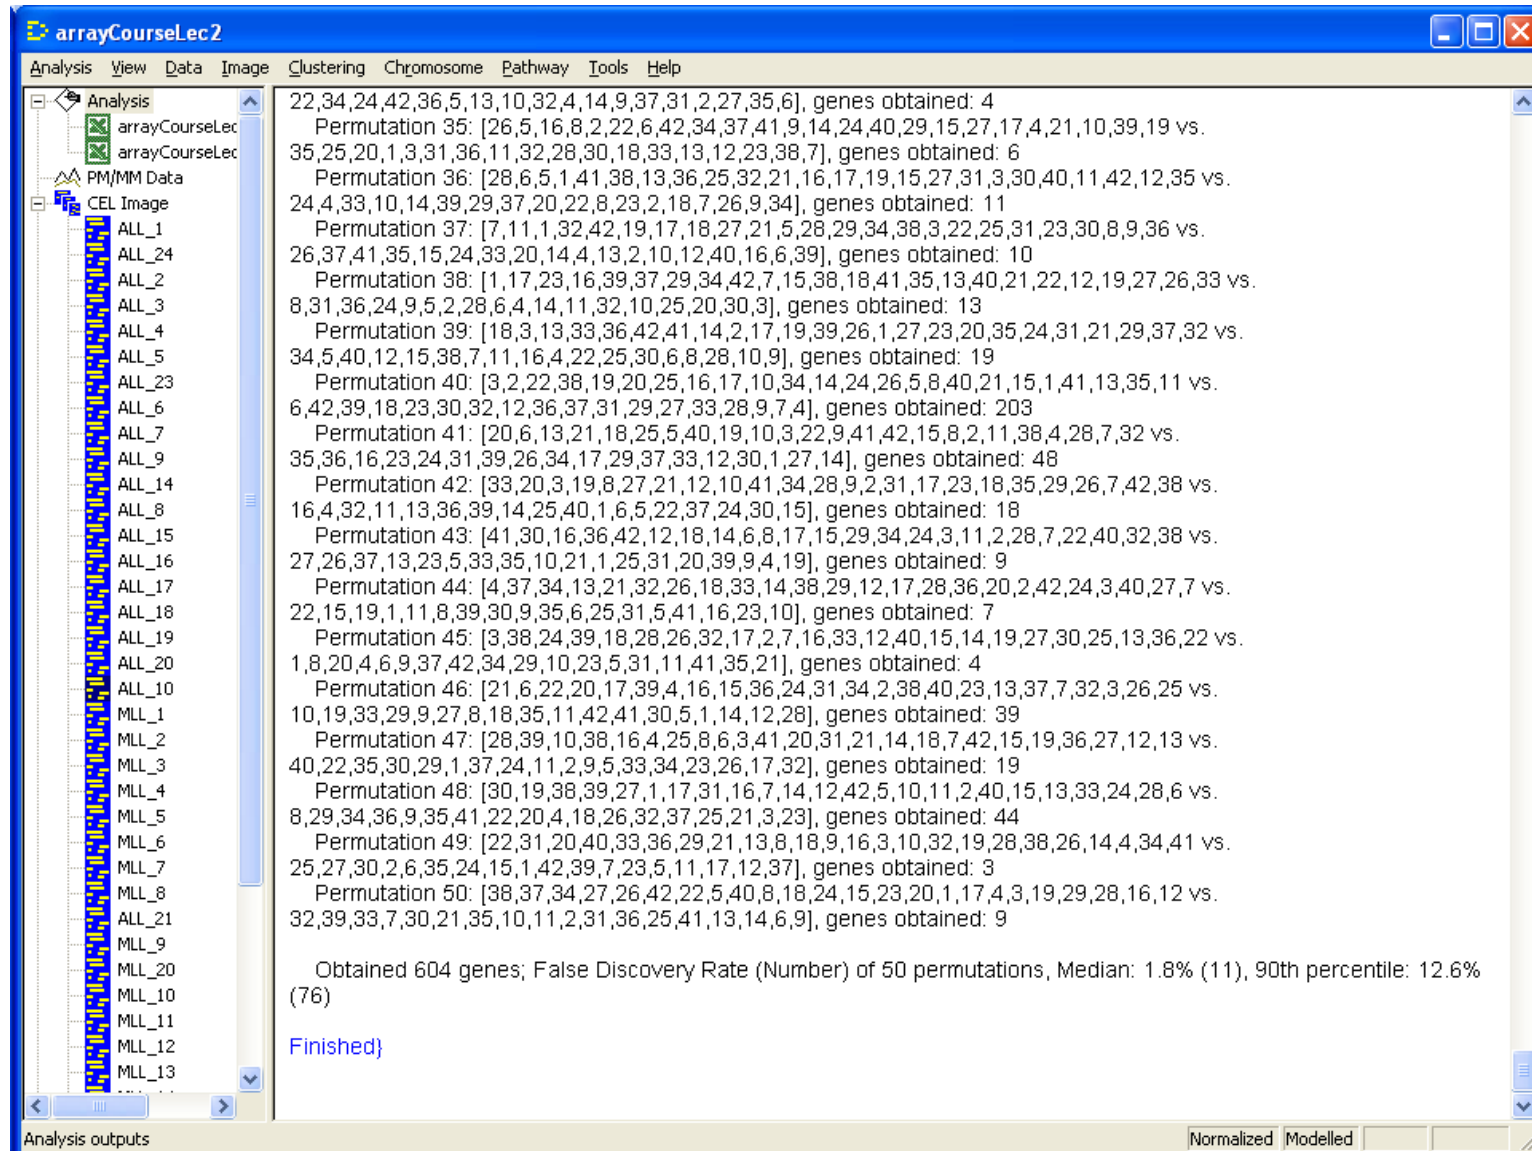 arrayCourseLec2
Analysis View Data Image Clustering Chromosome Pathway Tools Help
Analysis
arrayCourseLec
arrayCourseLec
PM/MM Data
CEL Image
ALL_1
ALL_24
ALL_2
ALL_3
ALL_4
ALL_5
ALL_23
ALL_6
ALL_7
ALL_9
ALL_14
ALL_8
ALL_15
ALL_16
ALL_17
ALL_18
ALL_19
ALL_20
ALL_10
MLL_1
MLL_2
MLL_3
MLL_4
MLL_5
MLL_6
MLL_7
MLL_8
ALL_21
MLL_9
MLL_20
MLL_10
MLL_11
MLL_12
MLL_13
22,34,24,42,36,5,13,10,32,4,14,9,37,31,2,27,35,6], genes obtained: 4
Permutation 35: [26,5,16,8,2,22,6,42,34,37,41,9,14,24,40,29,15,27,17,4,21,10,39,19 vs.
35,25,20,1,3,31,36,11,32,28,30,18,33,13,12,23,38,7], genes obtained: 6
Permutation 36: [28,6,5,1,41,38,13,36,25,32,21,16,17,19,15,27,31,3,30,40,11,42,12,35 vs.
24,4,33,10,14,39,29,37,20,22,8,23,2,18,7,26,9,34], genes obtained: 11
Permutation 37: [7,11,1,32,42,19,17,18,27,21,5,28,29,34,38,3,22,25,31,23,30,8,9,36 vs.
26,37,41,35,15,24,33,20,14,4,13,2,10,12,40,16,6,39], genes obtained: 10
Permutation 38: [1,17,23,16,39,37,29,34,42,7,15,38,18,41,35,13,40,21,22,12,19,27,26,33 vs.
8,31,36,24,9,5,2,28,6,4,14,11,32,10,25,20,30,3], genes obtained: 13
Permutation 39: [18,3,13,33,36,42,41,14,2,17,19,39,26,1,27,23,20,35,24,31,21,29,37,32 vs.
34,5,40,12,15,38,7,11,16,4,22,25,30,6,8,28,10,9], genes obtained: 19
Permutation 40: [3,2,22,38,19,20,25,16,17,10,34,14,24,26,5,8,40,21,15,1,41,13,35,11 vs.
6,42,39,18,23,30,32,12,36,37,31,29,27,33,28,9,7,4], genes obtained: 203
Permutation 41: [20,6,13,21,18,25,5,40,19,10,3,22,9,41,42,15,8,2,11,38,4,28,7,32 vs.
35,36,16,23,24,31,39,26,34,17,29,37,33,12,30,1,27,14], genes obtained: 48
Permutation 42: [33,20,3,19,8,27,21,12,10,41,34,28,9,2,31,17,23,18,35,29,26,7,42,38 vs.
16,4,32,11,13,36,39,14,25,40,1,6,5,22,37,24,30,15], genes obtained: 18
Permutation 43: [41,30,16,36,42,12,18,14,6,8,17,15,29,34,24,3,11,2,28,7,22,40,32,38 vs.
27,26,37,13,23,5,33,35,10,21,1,25,31,20,39,9,4,19], genes obtained: 9
Permutation 44: [4,37,34,13,21,32,26,18,33,14,38,29,12,17,28,36,20,2,42,24,3,40,27,7 vs.
22,15,19,1,11,8,39,30,9,35,6,25,31,5,41,16,23,10], genes obtained: 7
Permutation 45: [3,38,24,39,18,28,26,32,17,2,7,16,33,12,40,15,14,19,27,30,25,13,36,22 vs.
1,8,20,4,6,9,37,42,34,29,10,23,5,31,11,41,35,21], genes obtained: 4
Permutation 46: [21,6,22,20,17,39,4,16,15,36,24,31,34,2,38,40,23,13,37,7,32,3,26,25 vs.
10,19,33,29,9,27,8,18,35,11,42,41,30,5,1,14,12,28], genes obtained: 39
Permutation 47: [28,39,10,38,16,4,25,8,6,3,41,20,31,21,14,18,7,42,15,19,36,27,12,13 vs.
40,22,35,30,29,1,37,24,11,2,9,5,33,34,23,26,17,32], genes obtained: 19
Permutation 48: [30,19,38,39,27,1,17,31,16,7,14,12,42,5,10,11,2,40,15,13,33,24,28,6 vs.
8,29,34,36,9,35,41,22,20,4,18,26,32,37,25,21,3,23], genes obtained: 44
Permutation 49: [22,31,20,40,33,36,29,21,13,8,18,9,16,3,10,32,19,28,38,26,14,4,34,41 vs.
25,27,30,2,6,35,24,15,1,42,39,7,23,5,11,17,12,37], genes obtained: 3
Permutation 50: [38,37,34,27,26,42,22,5,40,8,18,24,15,23,20,1,17,4,3,19,29,28,16,12 vs.
32,39,33,7,30,21,35,10,11,2,31,36,25,41,13,14,6,9], genes obtained: 9
Obtained 604 genes; False Discovery Rate (Number) of 50 permutations, Median: 1.8% (11), 90th percentile: 12.6%
(76)
Finished}
Analysis outputs
Normalized Modelled